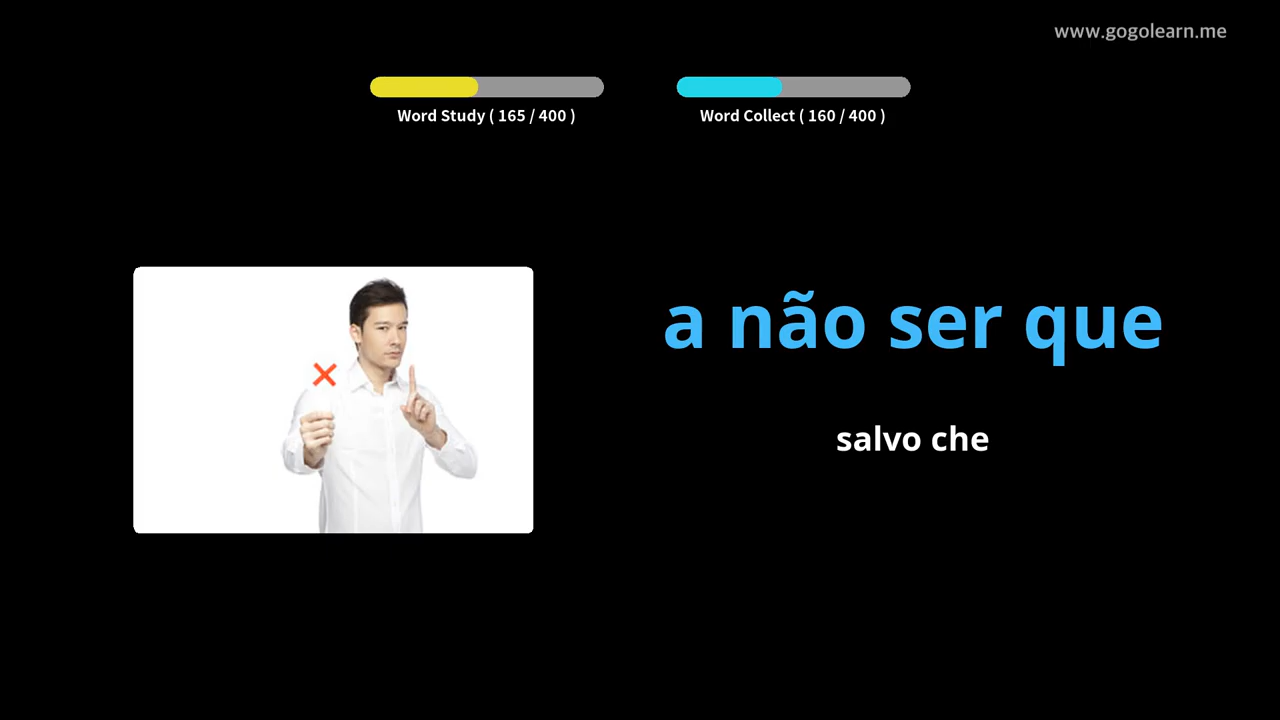 www.gogolearn.me
Word Study ( 165 / 400 )
Word Collect ( 160 / 400 )
a não ser que
salvo che